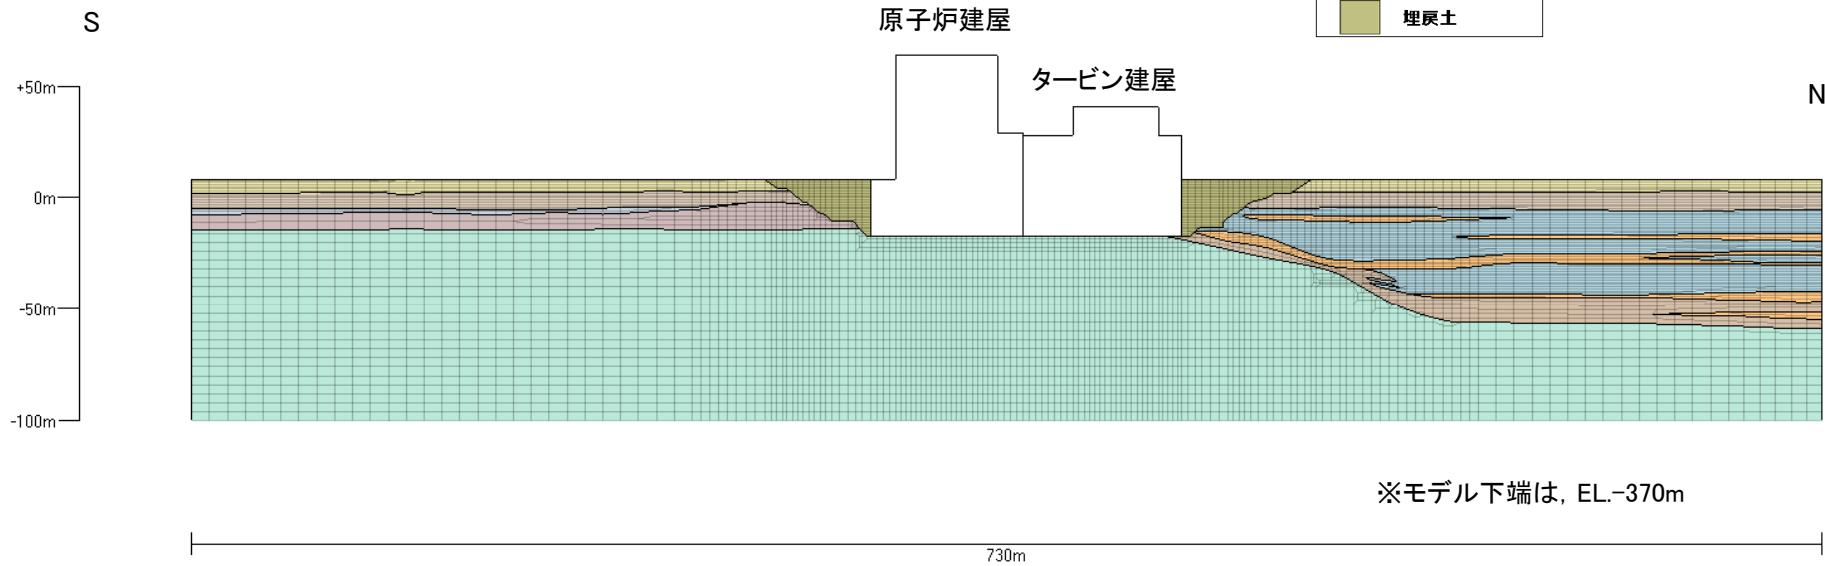 埋戻土
S
原子炉建屋
タービン建屋
N
+50m
0m
-50m
-100m
※モデル下端は, EL.-370m
730m